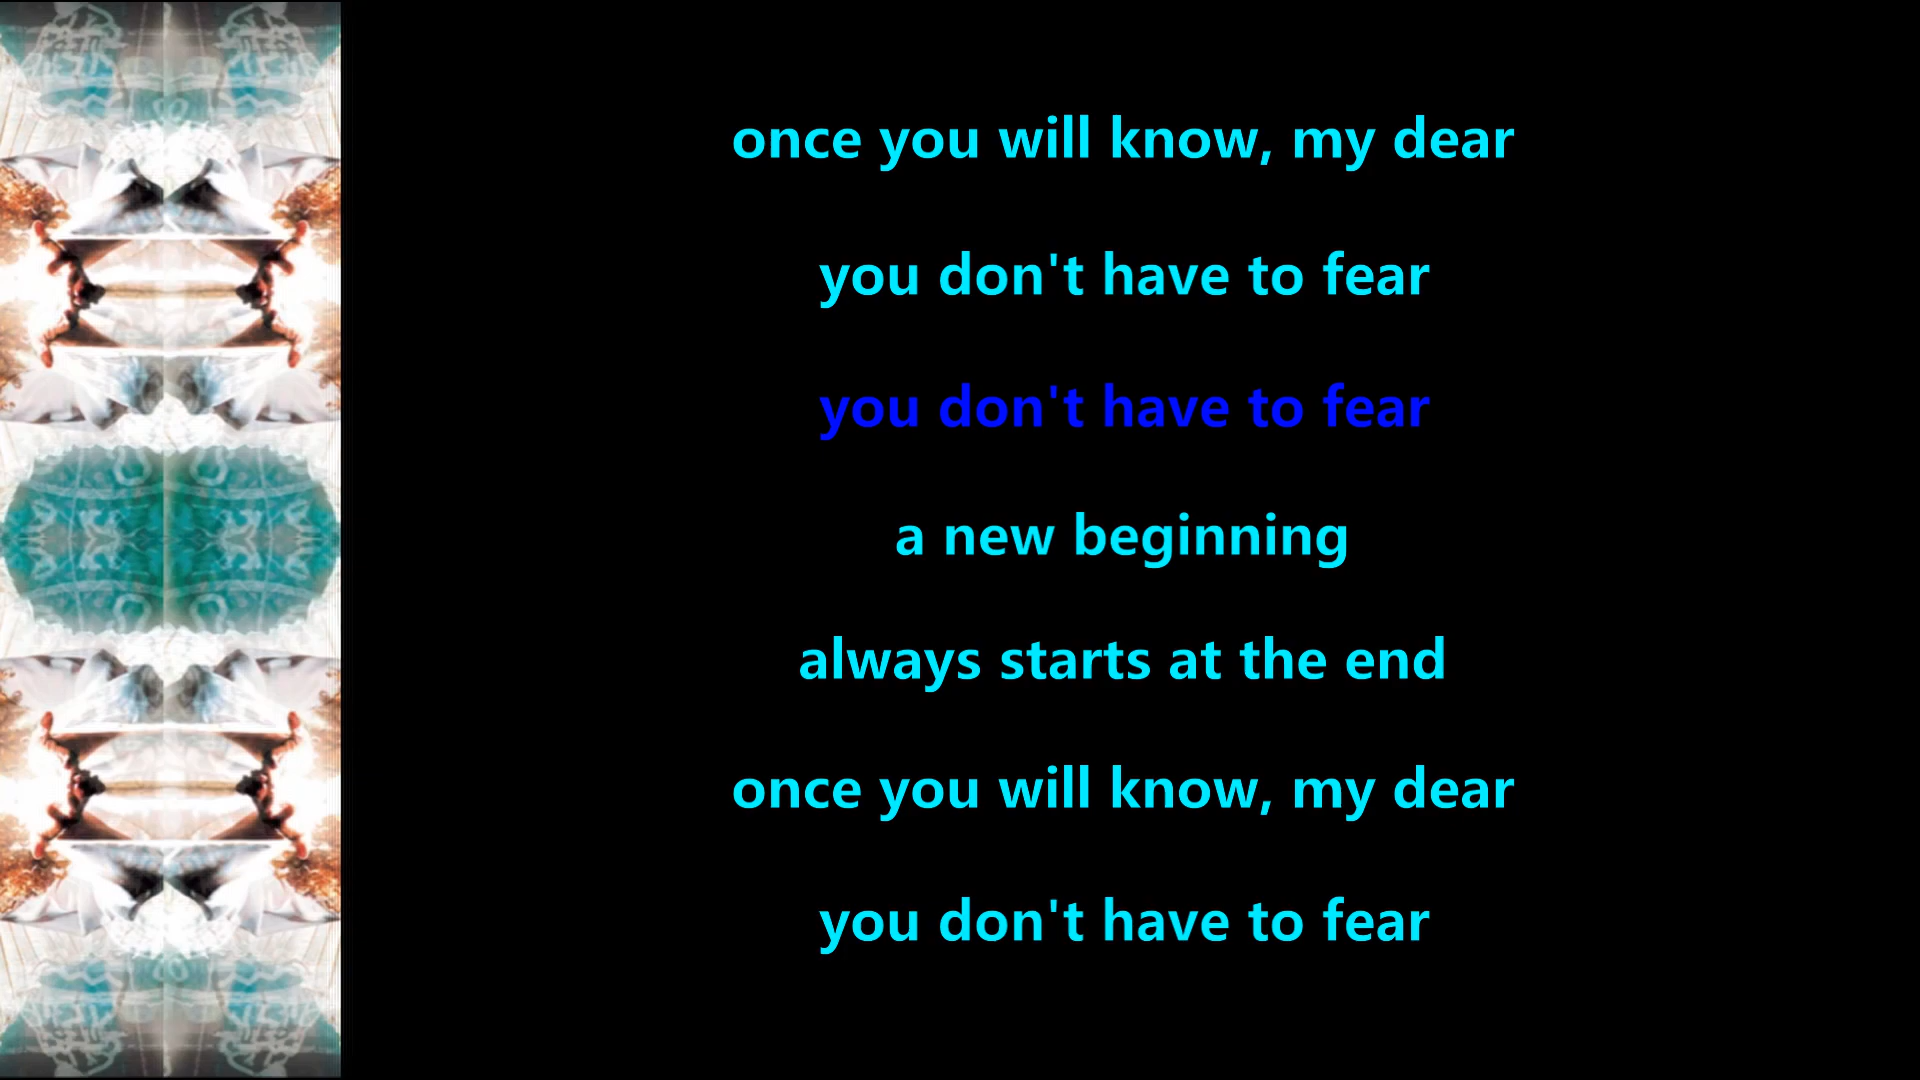 once you will know, my dear
you don't have to fear
you don't have to fear
a new beginning
always starts at the end
once you will know, my dear
you don't have to fear